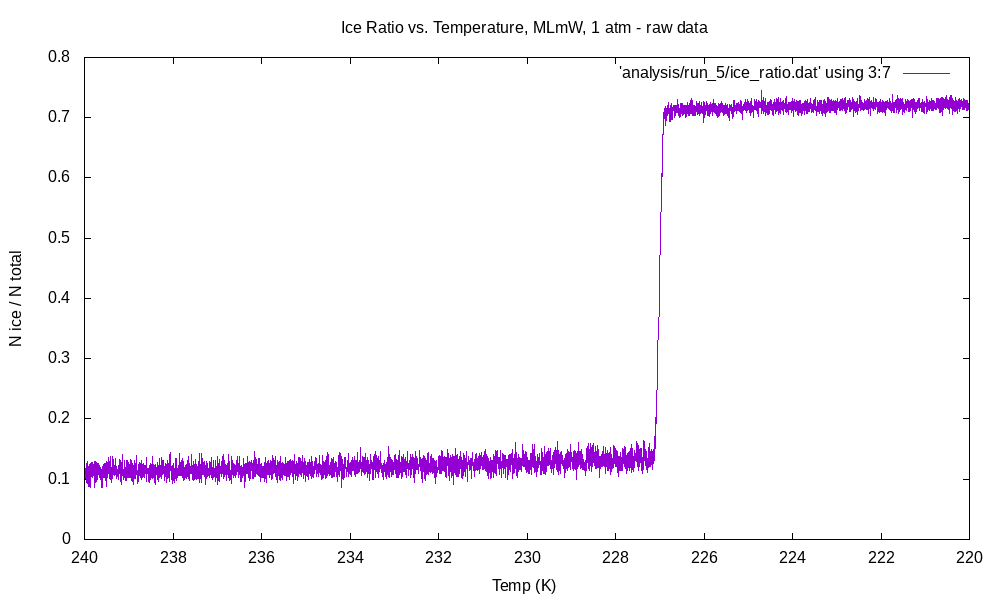 Ice Ratio vs. Temperature, MLmW, 1 atm - raw data
'analysis/run_5/ice_ratio.dat' using 3:7
N ice / N total
0.8
0.7
0.6
0.5
0.4
0.3
0.2
0.1
0
240 238 236 234 232 230 228 226 224 222 220
Temp (K)